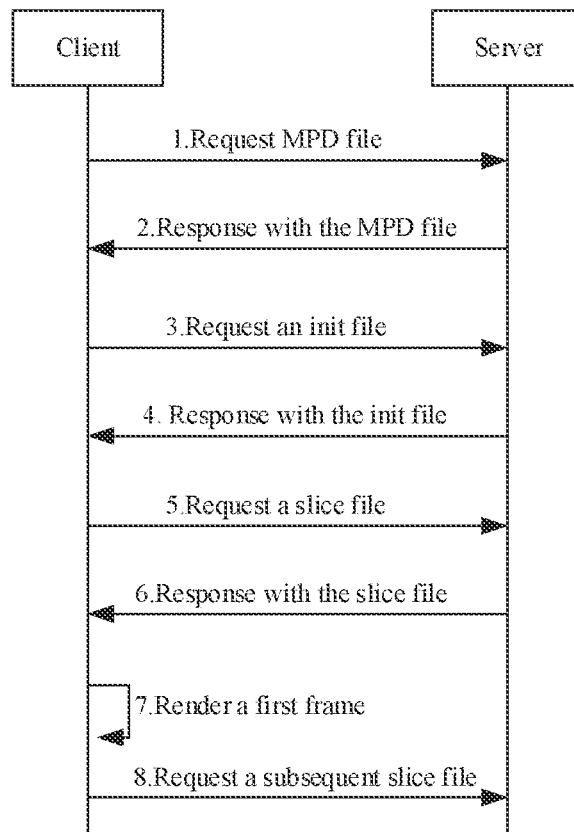 Client
Server
1.Request MPD file
2.Response with the MPD file
3.Request an init file
4. Response with the init file
5.Request a slice file
6.Response with the slice file
7.Render a first frame
8.Request a subsequent slice file